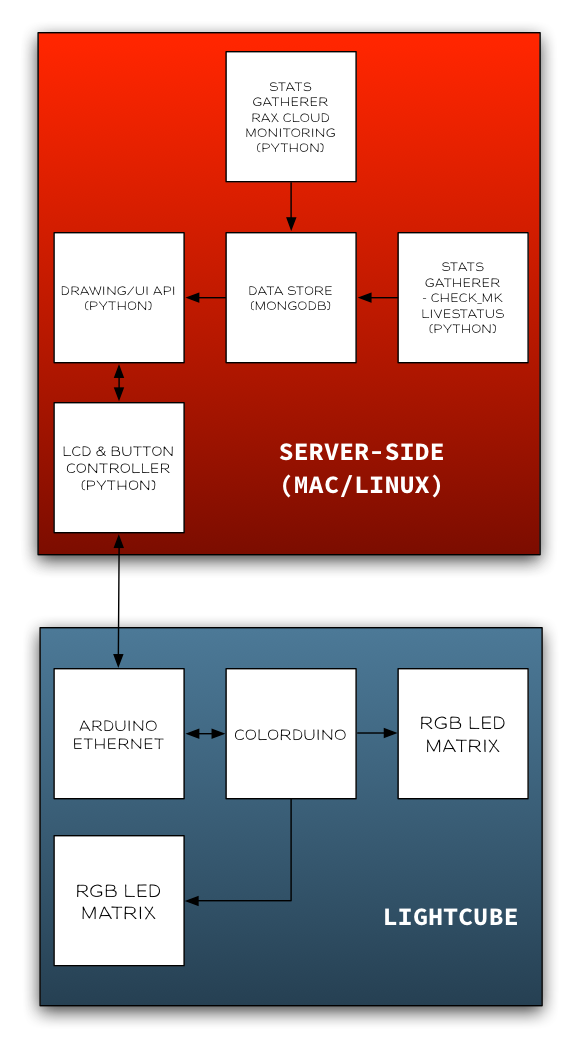 STATS
GATHERER
RAX CLOUD
MONITORING
(PYTHON)
DRAWING/UI API
(PYTHON)
DATA STORE
(MONGODB)
STATS
GATHERER
- CHECK_MK
LIVESTATUS
(PYTHON)
LCD & BUTTON
CONTROLLER
(PYTHON)
SERVER-SIDE
(MAC/LINUX)
ARDUINO
ETHERNET
COLORDUINO
RGB LED
MATRIX
RGB LED
MATRIX
LIGHTCUBE